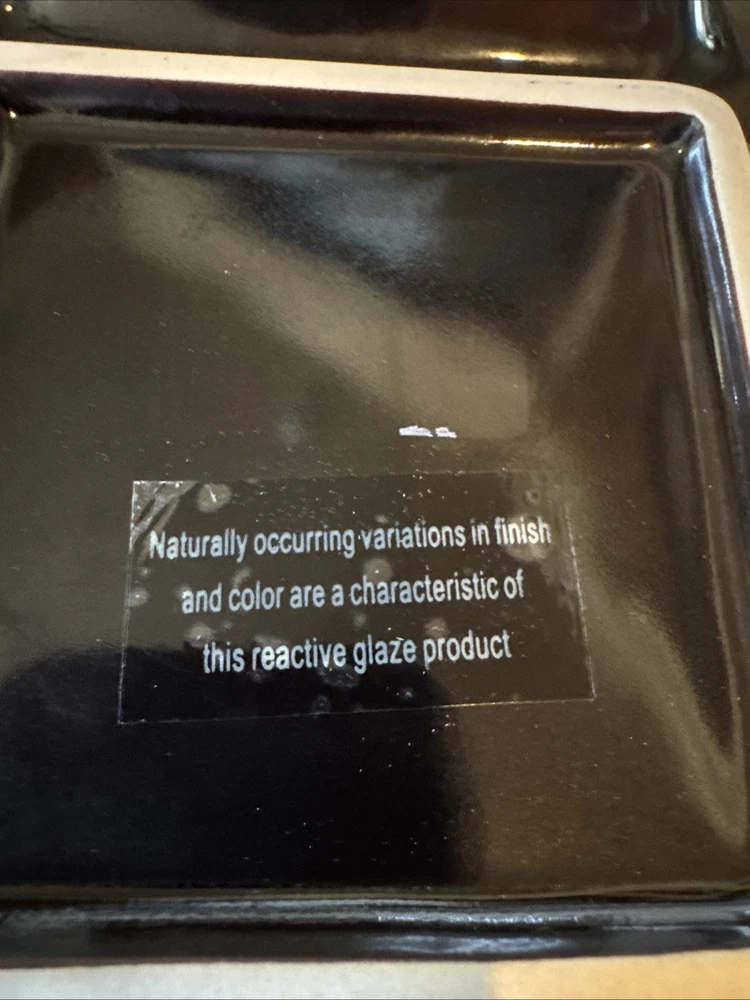 Naturally occurring variations in finish
and color are a characteristic of
this reactive glaze product